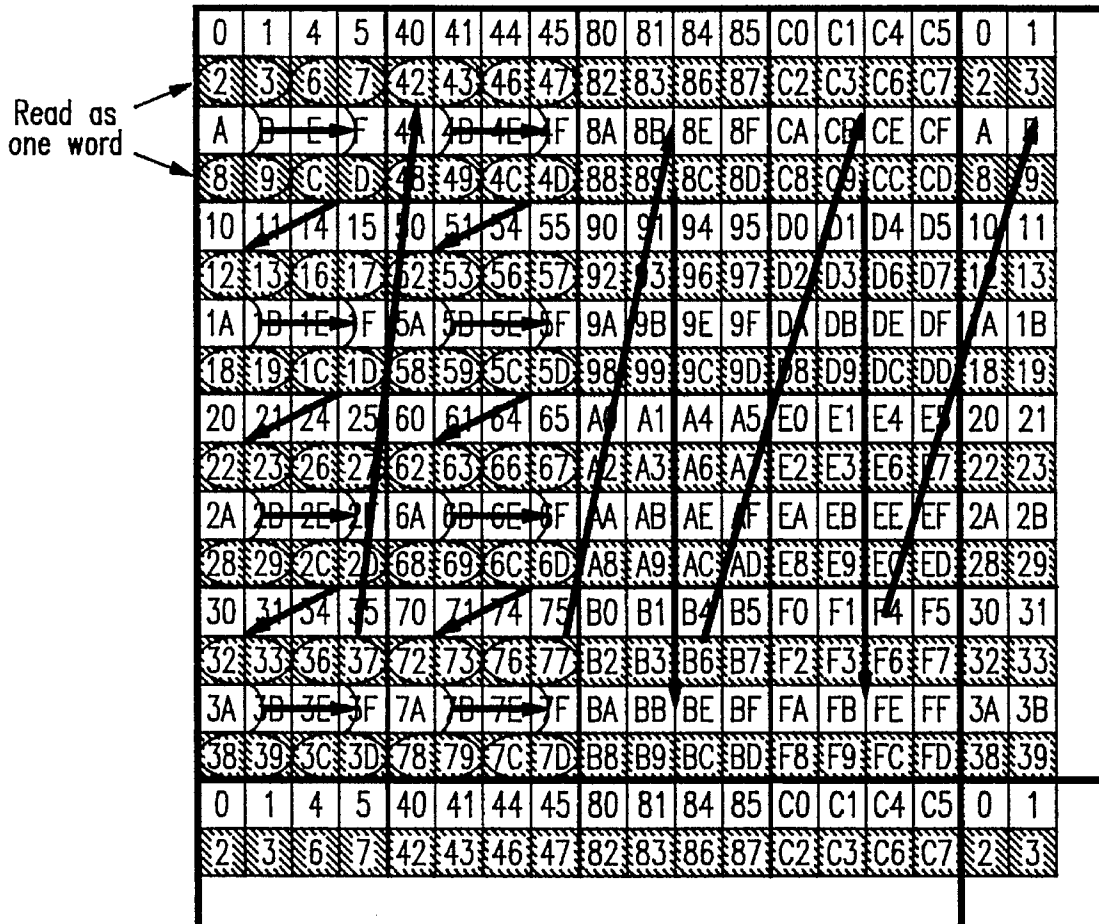 0 1 4 5 40 41 44 45 80 81 84 85 C0 C1 C4 C5 0 1
2 3 6 7 42 43 46 47 82 83 86 87 C2 C3 C6 C7 2 3
Read as
one word
A B E F 4A 4B 4E 4F 8A 8B 8E 8F CA CB CE CF A B
8 9 C D 48 49 4C 4D 88 89 8C 8D C8 C9 CC CD 8 9
10 11 14 15 50 51 54 55 90 91 94 95 D0 D1 D4 D5 10 11
12 13 16 17 52 53 56 57 92 93 96 97 D2 D3 D6 D7 12 13
1A 1B 1E 1F 5A 5B 5E 5F 9A 9B 9E 9F DA DB DE DF 1A 1B
18 19 1C 1D 58 59 5C 5D 98 99 9C 9D D8 D9 DC DD 18 19
20 21 24 25 60 61 64 65 A0 A1 A4 A5 E0 E1 E4 E5 20 21
22 23 26 27 62 63 66 67 A2 A3 A6 A7 E2 E3 E6 E7 22 23
2A 2B 2E 2F 6A 6B 6E 6F AA AB AE AF EA EB EE EF 2A 2B
28 29 2C 2D 68 69 6C 6D A8 A9 AC AD E8 E9 EC ED 28 29
30 31 34 35 70 71 74 75 B0 B1 B4 B5 F0 F1 F4 F5 30 31
32 33 36 37 72 73 76 77 B2 B3 B6 B7 F2 F3 F6 F7 32 33
3A 3B 3E 3F 7A 7B 7E 7F BA BB BE BF FA FB FE FF 3A 3B
38 39 3C 3D 78 79 7C 7D B8 B9 BC BD F8 F9 FC FD 38 39
0 1 4 5 40 41 44 45 80 81 84 85 C0 C1 C4 C5 0 1
2 3 6 7 42 43 46 47 82 83 86 87 C2 C3 C6 C7 2 3